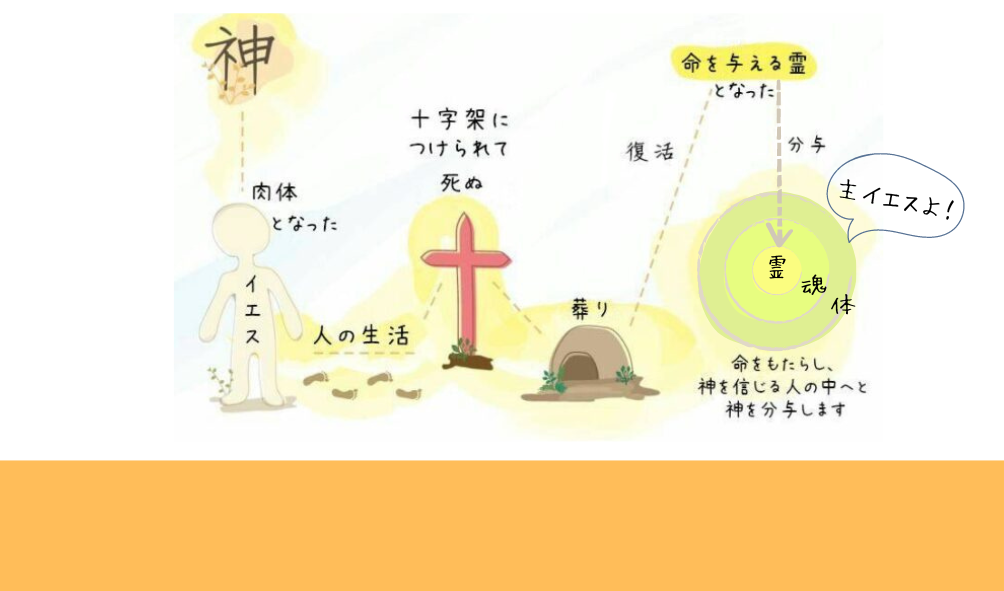 神
肉体
となった
イエス
人の生活
十字架に
つけられて
死ぬ
葬り
復活
命を与える霊
となった
分与
主イエスよ!
霊
魂
体
命をもたらし、
神を信じる人の中へと
神を分与します